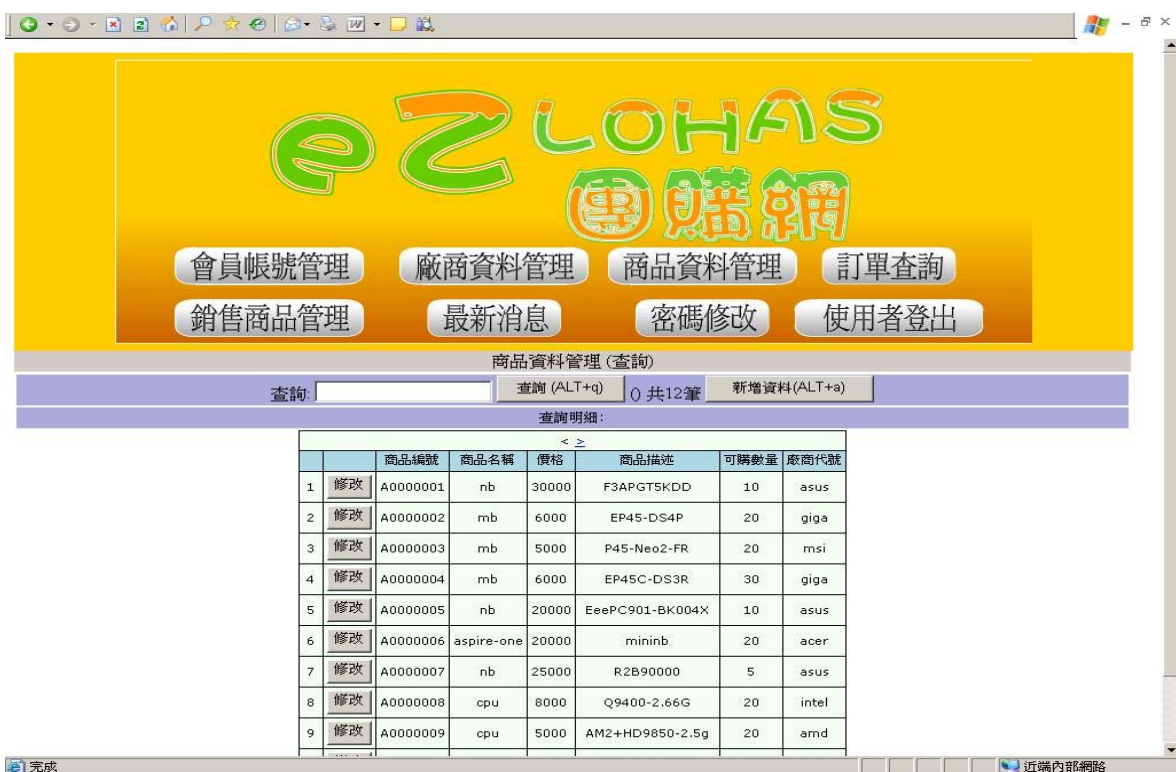 eZ LOHAS
團購網
會員帳號管理 廠商資料管理 商品資料管理 訂單查詢
銷售商品管理 最新消息 密碼修改 使用者登出
商品資料管理 (查詢)
查詢: 查詢 (ALT+q) () 共12筆 新增資料(ALT+a)
查詢明細:
< >
商品編號 商品名稱 價格 商品描述 可購數量 廠商代號
1 修改 A0000001 nb 30000 F3APGT5KDD 10 asus
2 修改 A0000002 mb 6000 EP45-DS4P 20 giga
3 修改 A0000003 mb 5000 P45-Neo2-FR 20 msi
4 修改 A0000004 mb 6000 EP45C-DS3R 30 giga
5 修改 A0000005 nb 20000 EeePC901-BK004X 10 asus
6 修改 A0000006 aspire-one 20000 mininb 20 acer
7 修改 A0000007 nb 25000 R2B90000 5 asus
8 修改 A0000008 cpu 8000 Q9400-2.66G 20 intel
9 修改 A0000009 cpu 5000 AM2+HD9850-2.5g 20 amd
完成 近端內部網路